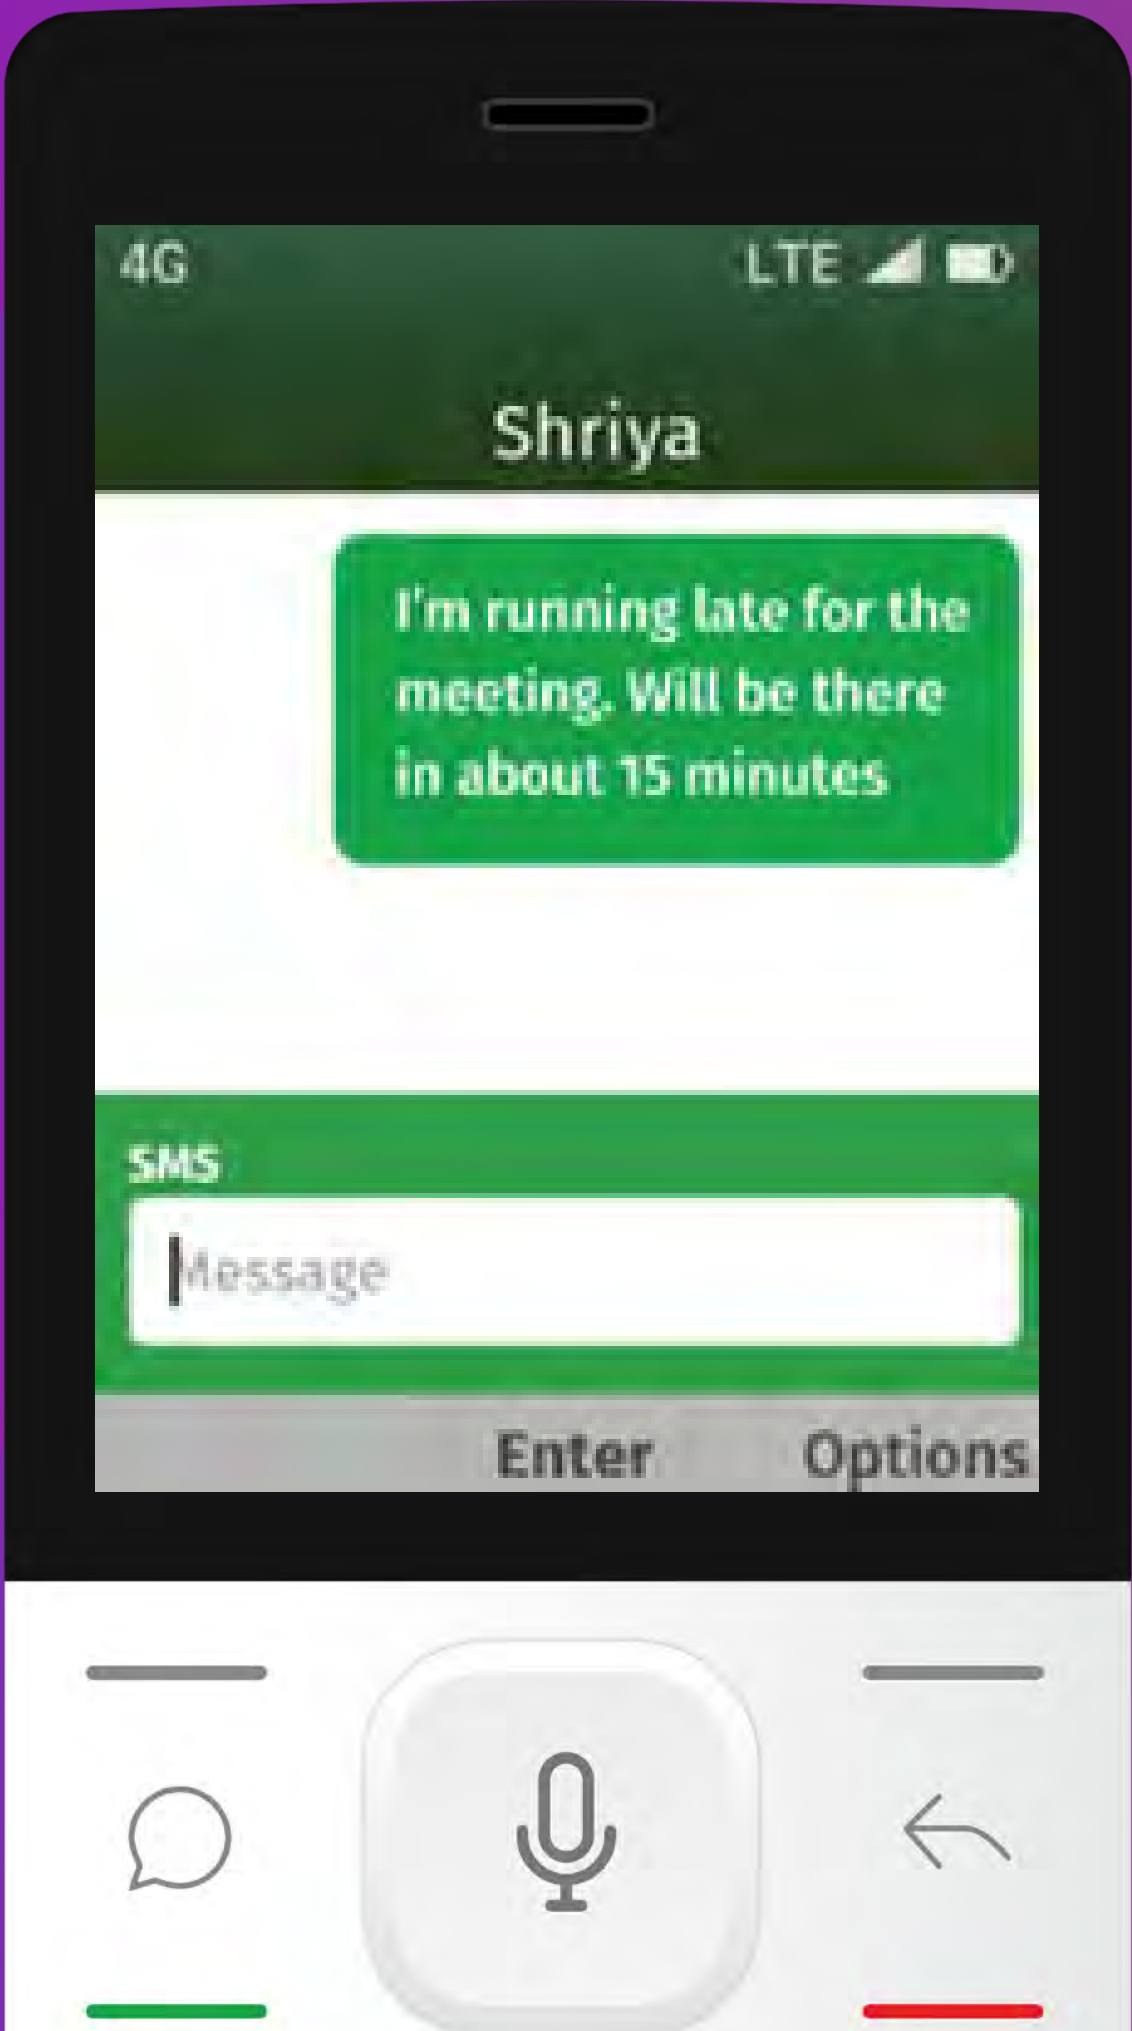 4G LTE
Shriya
I'm running late for the
meeting. Will be there
in about 15 minutes
SMS
Message
Enter Options